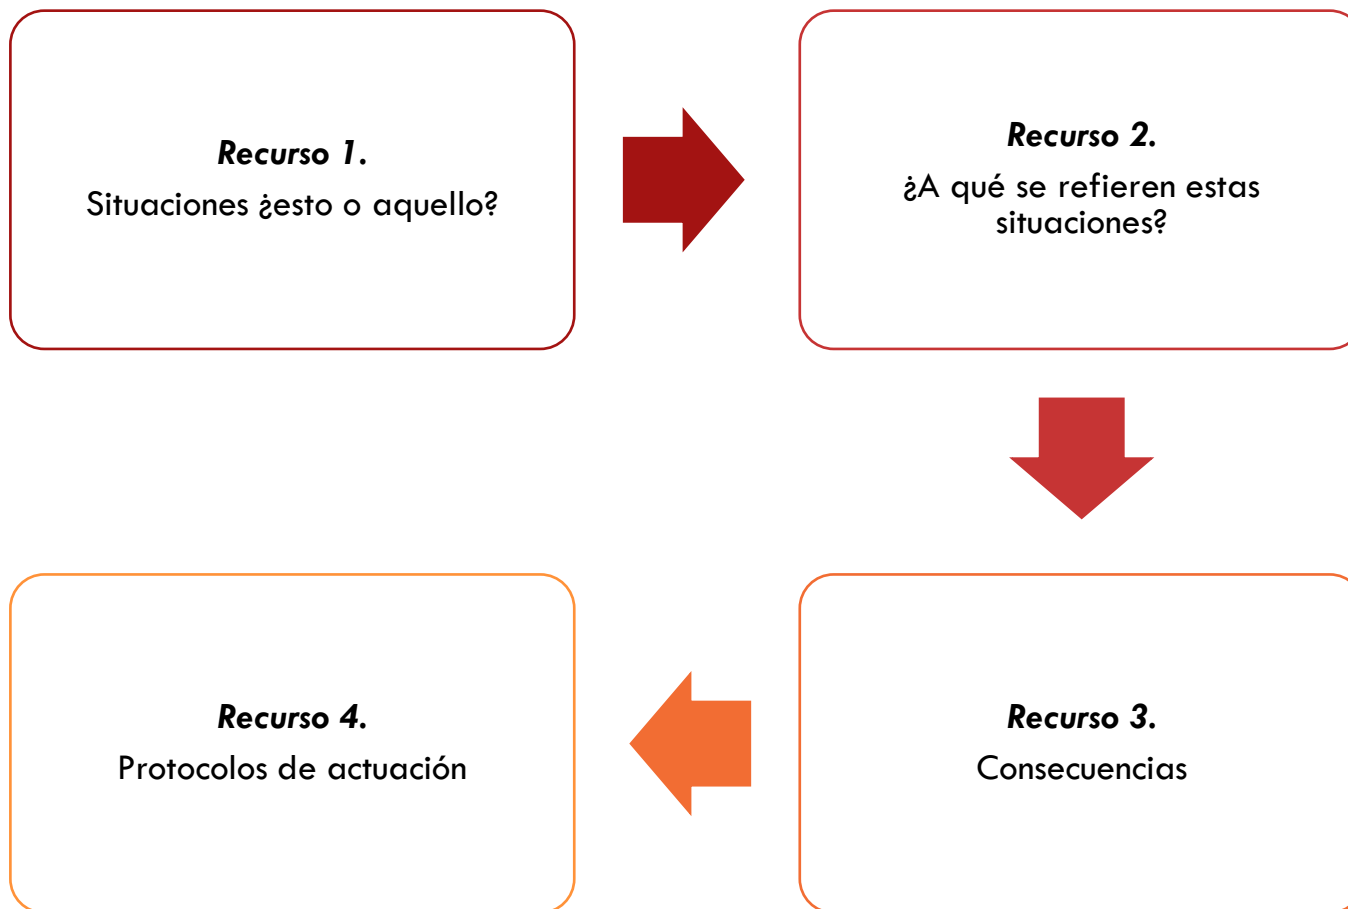 Recurso 1.
Situaciones ¿esto o aquello?
Recurso 2.
¿A qué se refieren estas
situaciones?
Recurso 3.
Consecuencias
Recurso 4.
Protocolos de actuación